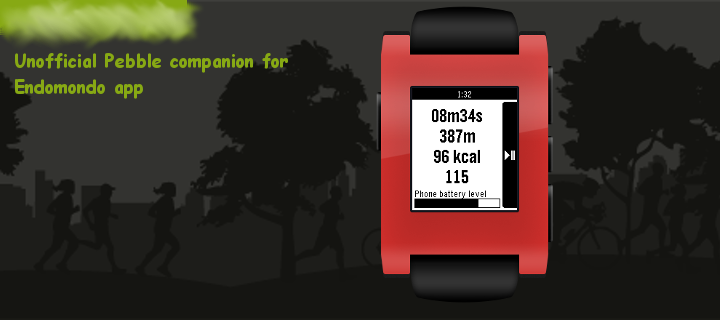 Unofficial Pebble companion for
Endomondo app
1:32
08m34s
387m
96 kcal
115
Phone battery level